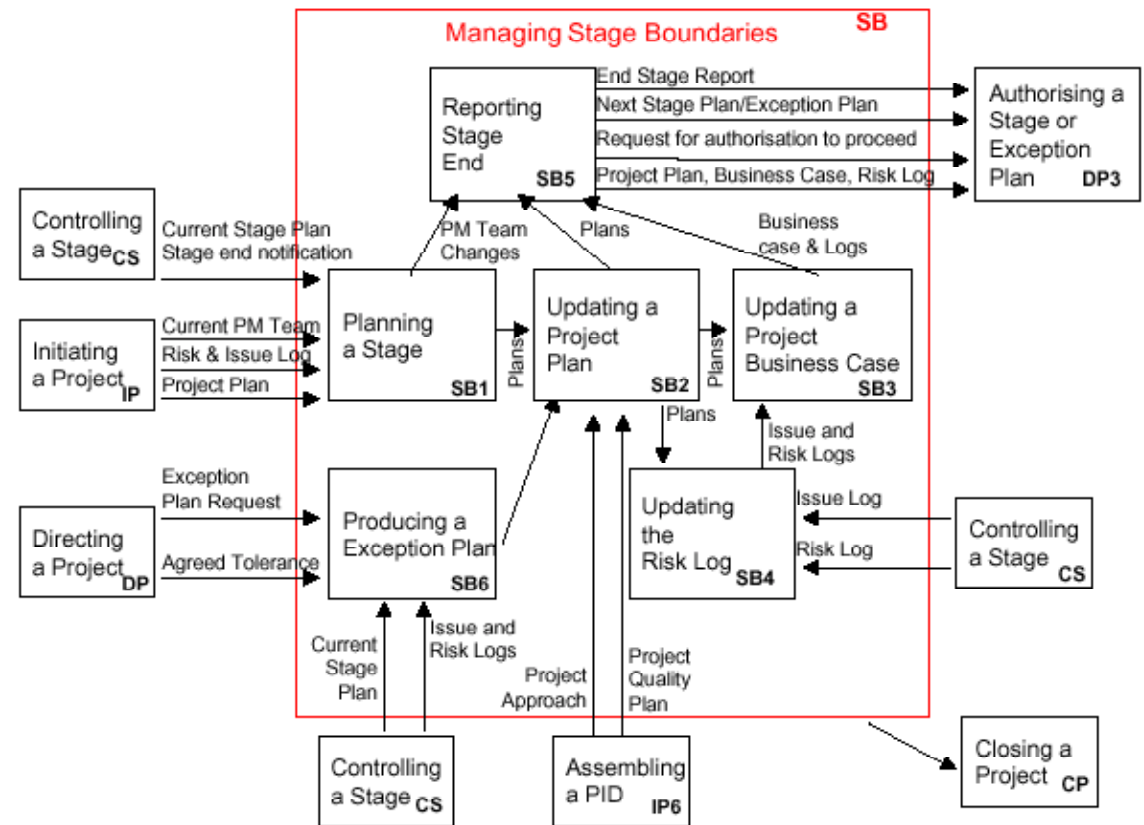 Managing Stage Boundaries
SB
Reporting
Stage
End
SB5
End Stage Report
Next Stage Plan/Exception Plan
Request for authorisation to proceed
Project Plan, Business Case, Risk Log
Authorising a
Stage or
Exception
Plan
DP3
Controlling
a Stage
CS
Current Stage Plan
Stage end notification
PM Team
Changes
Plans
Business
case & Logs
Initiating
a Project
IP
Current PM Team
Risk & Issue Log
Project Plan
Planning
a Stage
SB1
Plans
Updating a
Project
Plan
SB2
Plans
Updating a
Project
Business Case
SB3
Plans
Issue and
Risk Logs
Directing
a Project
DP
Exception
Plan Request
Agreed Tolerance
Producing a
Exception Plan
SB6
Updating
the
Risk Log
SB4
Issue Log
Risk Log
Controlling
a Stage
CS
Current
Stage
Plan
Issue and
Risk Logs
Project
Approach
Project
Quality
Plan
Controlling
a Stage
CS
Assembling
a PID
IP6
Closing a
Project
CP